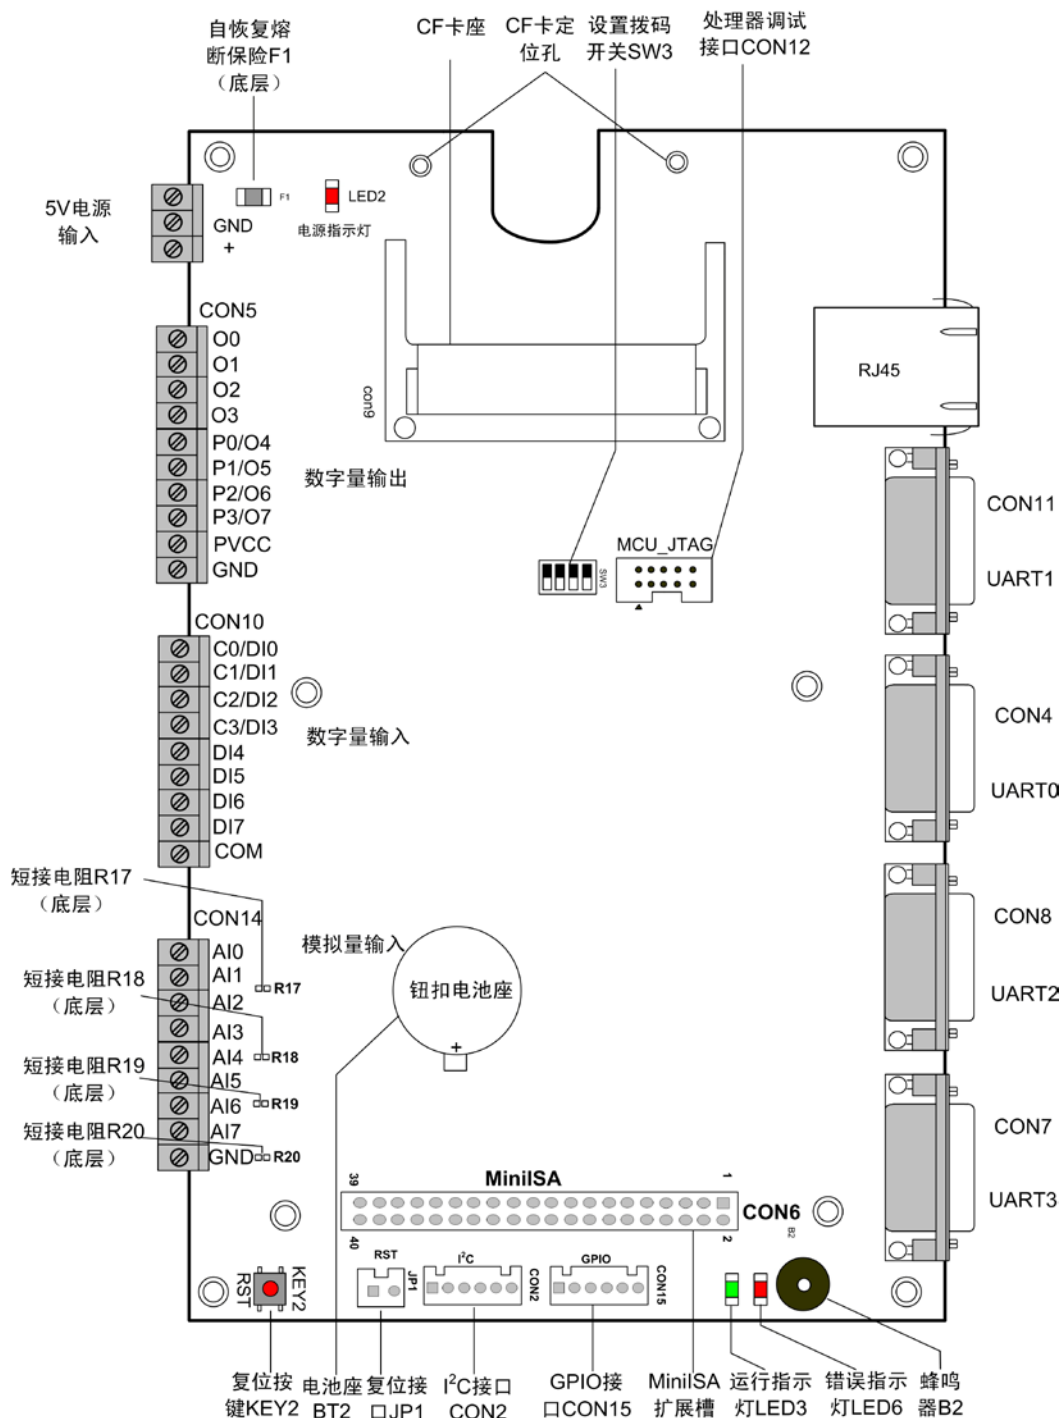 自恢复熔
断保险F1
（底层）
CF卡座
CF卡定
位孔
设置拨码
开关SW3
处理器调试
接口CON12
5V电源
输入
GND
+
F1
LED2
电源指示灯
CON5
O0
O1
O2
O3
P0/O4
P1/O5
P2/O6
P3/O7
PVCC
GND
数字量输出
con9
RJ45
MCU_JTAG
SW3
CON11
UART1
CON10
C0/DI0
C1/DI1
C2/DI2
C3/DI3
DI4
DI5
DI6
DI7
COM
数字量输入
CON4
UART0
短接电阻R17
（底层）
CON14
AI0
AI1
AI2
AI3
AI4
AI5
AI6
AI7
GND
R17
R18
R19
R20
短接电阻R18
（底层）
短接电阻R19
（底层）
短接电阻R20
（底层）
模拟量输入
钮扣电池座
+
CON8
UART2
CON7
UART3
39
MiniISA
1
40
2
CON6
B2
RST
JP1
I²C
CON2
GPIO
CON15
KEY2
RST
复位按
键KEY2
电池座
BT2
复位接
口JP1
I²C接口
CON2
GPIO接
口CON15
MiniISA
扩展槽
运行指示
灯LED3
错误指示
灯LED6
蜂鸣
器B2